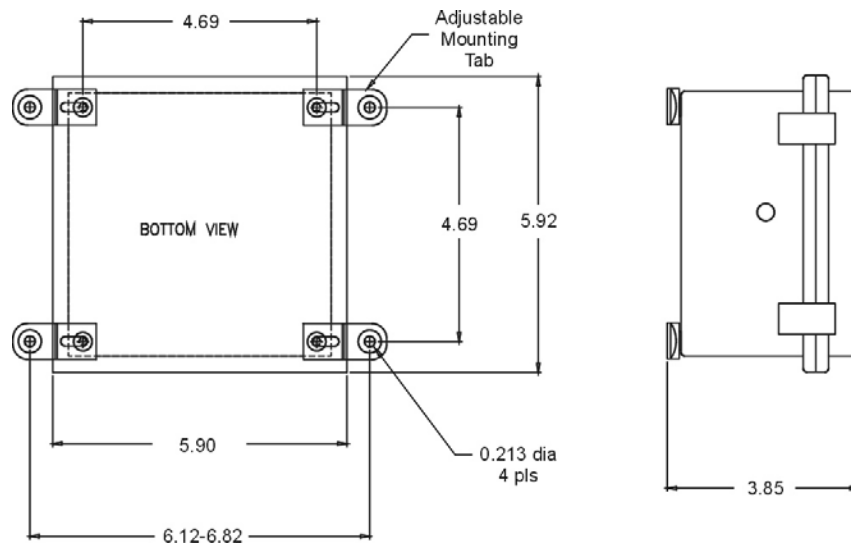 4.69
Adjustable
Mounting
Tab
BOTTOM VIEW
4.69
5.92
5.90
0.213 dia
4 pls
3.85
6.12-6.82